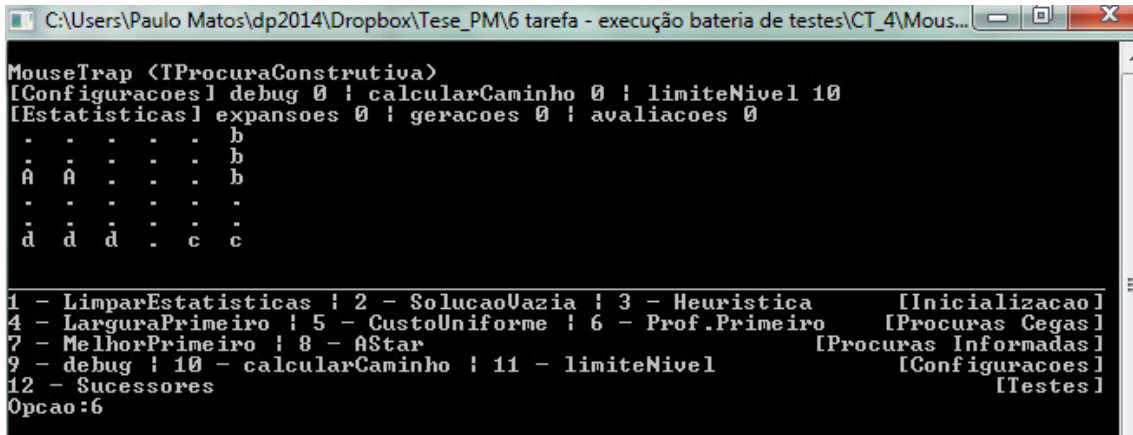 C:\Users\Paulo Matos\dp2014\Dropbox\Tese_PM\6 tarefa - execução bateria de testes\CT_4\Mous...
MouseTrap (TProcuraConstrutiva)
[Configuracoes] debug 0 ¦ calcularCaminho 0 ¦ limiteNivel 10
[Estatisticas] expansoes 0 ¦ geracoes 0 ¦ avaliacoes 0
. . . . . b
. . . . . b
A A . . . b
. . . . . .
. . . . . .
d d d . c c
1 - LimparEstatisticas ¦ 2 - SolucaoVazia ¦ 3 - Heuristica [Inicializacao]
4 - LarguraPrimeiro ¦ 5 - CustoUniforme ¦ 6 - Prof.Primeiro [Procuras Cegas]
7 - MelhorPrimeiro ¦ 8 - AStar [Procuras Informadas]
9 - debug ¦ 10 - calcularCaminho ¦ 11 - limiteNivel [Configuracoes]
12 - Sucessores [Testes]
Opcao:6